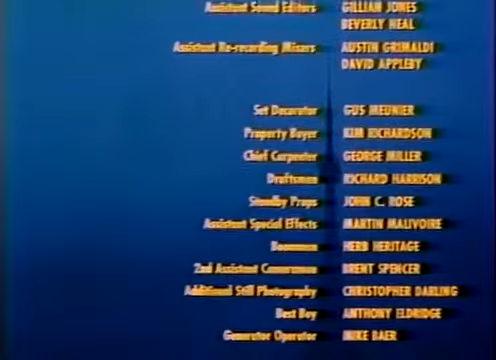 Assistant Sound Editors GILLIAN JONES
BEVERLY NEAL
Assistant Re-recording Mixers AUSTIN GRIMALDI
DAVID APPLEBY
Set Decorator GUS MEUNIER
Property Buyer KIM RICHARDSON
Chief Carpenter GEORGE MILLER
Draftsman RICHARD HARRISON
Standby Props JOHN C. ROSE
Assistant Special Effects MARTIN MALIVOIRE
Boomman HERB HERITAGE
2nd Assistant Cameraman BRENT SPENCER
Additional Still Photography CHRISTOPHER DARLING
Best Boy ANTHONY ELDRIDGE
Generator Operator MIKE BAER